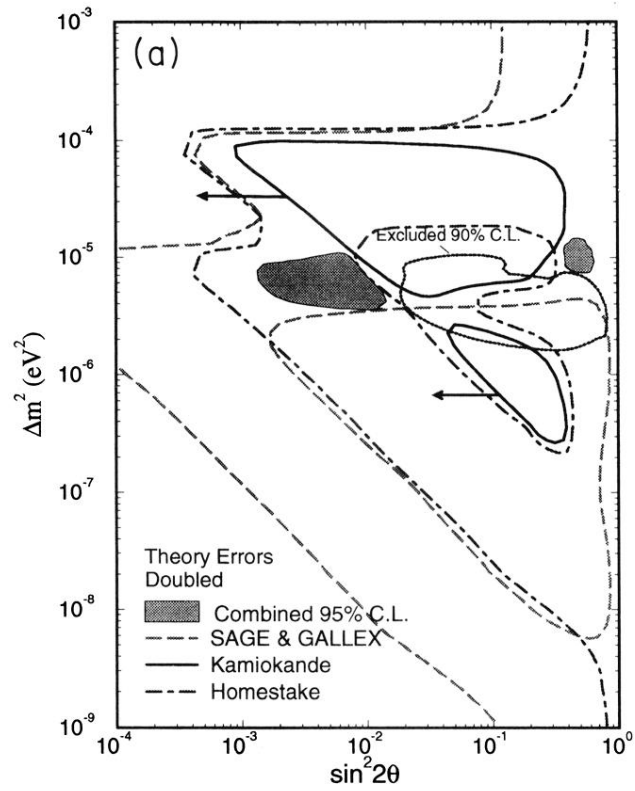 (a)
10⁻³
10⁻⁴
10⁻⁵
10⁻⁶
10⁻⁷
10⁻⁸
10⁻⁹
Δm² (eV²)
Excluded 90% C.L.
Theory Errors
Doubled
Combined 95% C.L.
SAGE & GALLEX
Kamiokande
Homestake
10⁻⁴ 10⁻³ 10⁻² 10⁻¹ 10⁰
sin²2θ